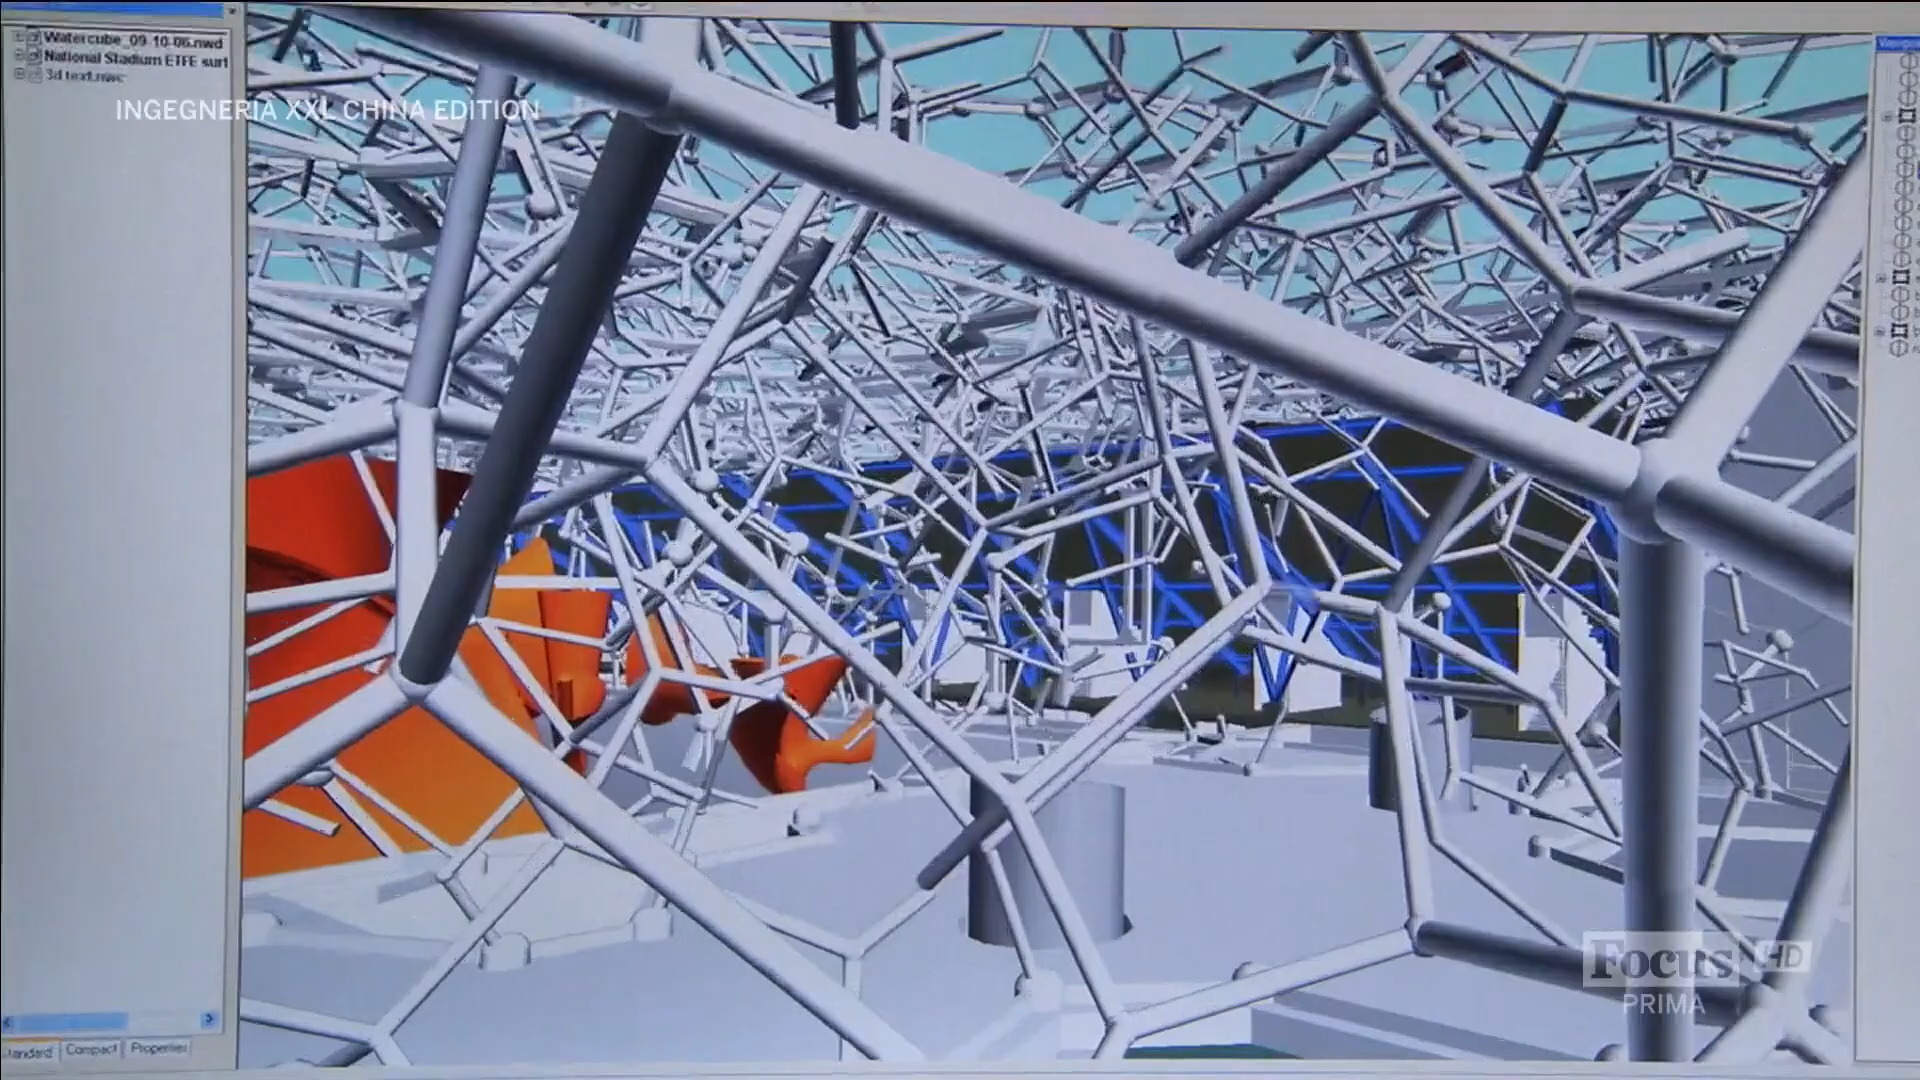 Watercube_09-10-06.nwd
National Stadium ETFE surf
3d text.nwc
INGEGNERIA XXL CHINA EDITION
Standard Compact Properties
Focus HD
PRIMA